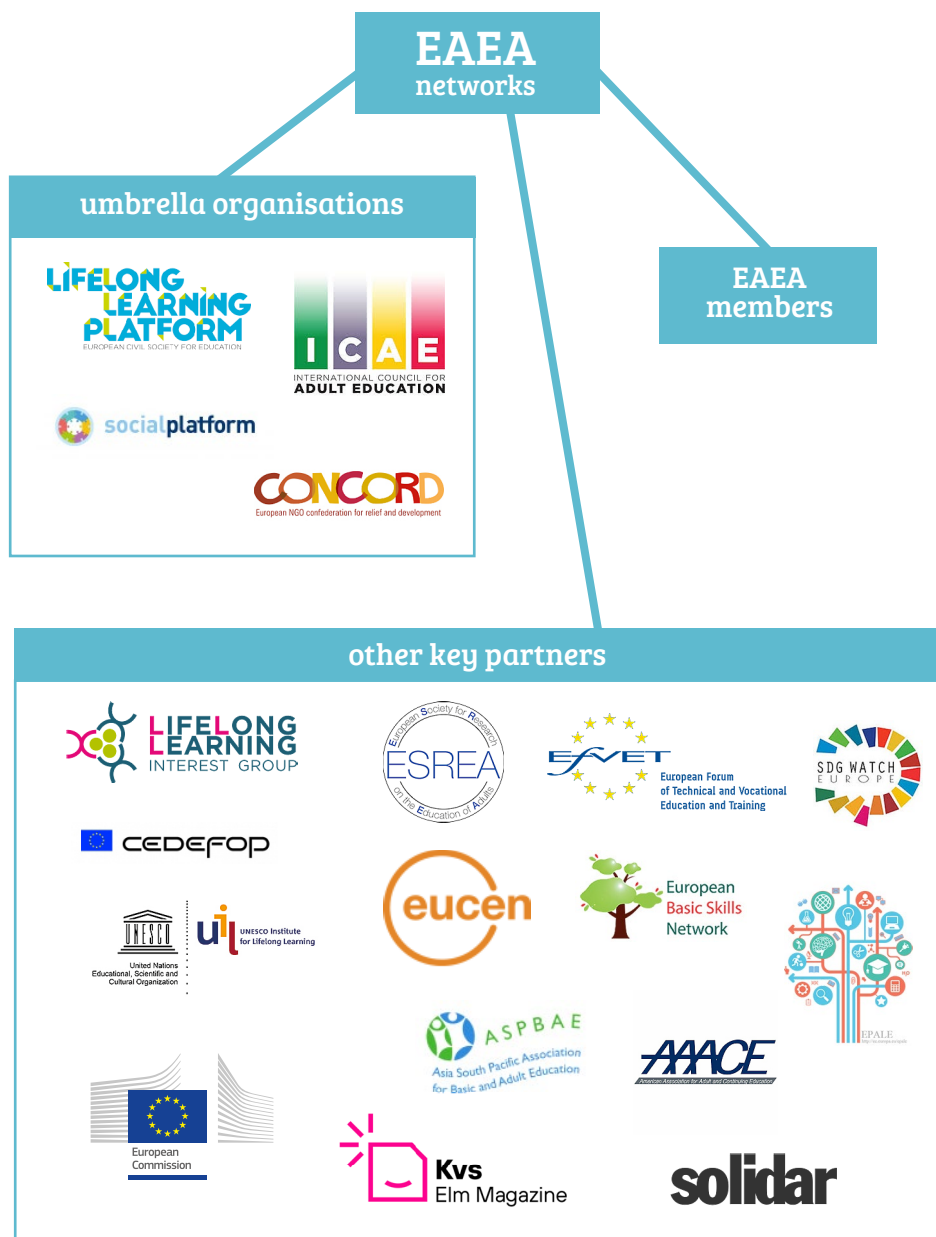 EAEA
networks
umbrella organisations
LIFELONG
LEARNING
PLATFORM
EUROPEAN CIVIL SOCIETY FOR EDUCATION
ICAE
INTERNATIONAL COUNCIL FOR
ADULT EDUCATION
socialplatform
CONCORD
European NGO confederation for relief and development
EAEA
members
other key partners
LIFELONG
LEARNING
INTEREST GROUP
European Society for Research
ESREA
on the Education of Adults
EfVET
European Forum
of Technical and Vocational
Education and Training
SDG WATCH
EUROPE
CEDEFOP
eucen
European
Basic Skills
Network
UNESCO
United Nations
Educational, Scientific and
Cultural Organization
uil
UNESCO Institute
for Lifelong Learning
EPALE
ASPBAE
Asia South Pacific Association
for Basic and Adult Education
AAACE
American Association for Adult and Continuing Education
European
Commission
Kvs
Elm Magazine
solidar